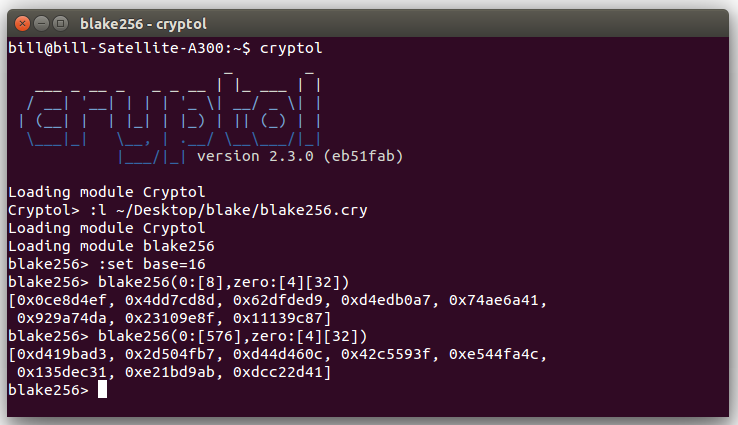 blake256 - cryptol
bill@bill-Satellite-A300:~$ cryptol
cryptol
version 2.3.0 (eb51fab)
Loading module Cryptol
Cryptol> :l ~/Desktop/blake/blake256.cry
Loading module Cryptol
Loading module blake256
blake256> :set base=16
blake256> blake256(0:[8],zero:[4][32])
[0x0ce8d4ef, 0x4dd7cd8d, 0x62dfded9, 0xd4edb0a7, 0x74ae6a41,
 0x929a74da, 0x23109e8f, 0x11139c87]
blake256> blake256(0:[576],zero:[4][32])
[0xd419bad3, 0x2d504fb7, 0xd44d460c, 0x42c5593f, 0xe544fa4c,
 0x135dec31, 0xe21bd9ab, 0xdcc22d41]
blake256>